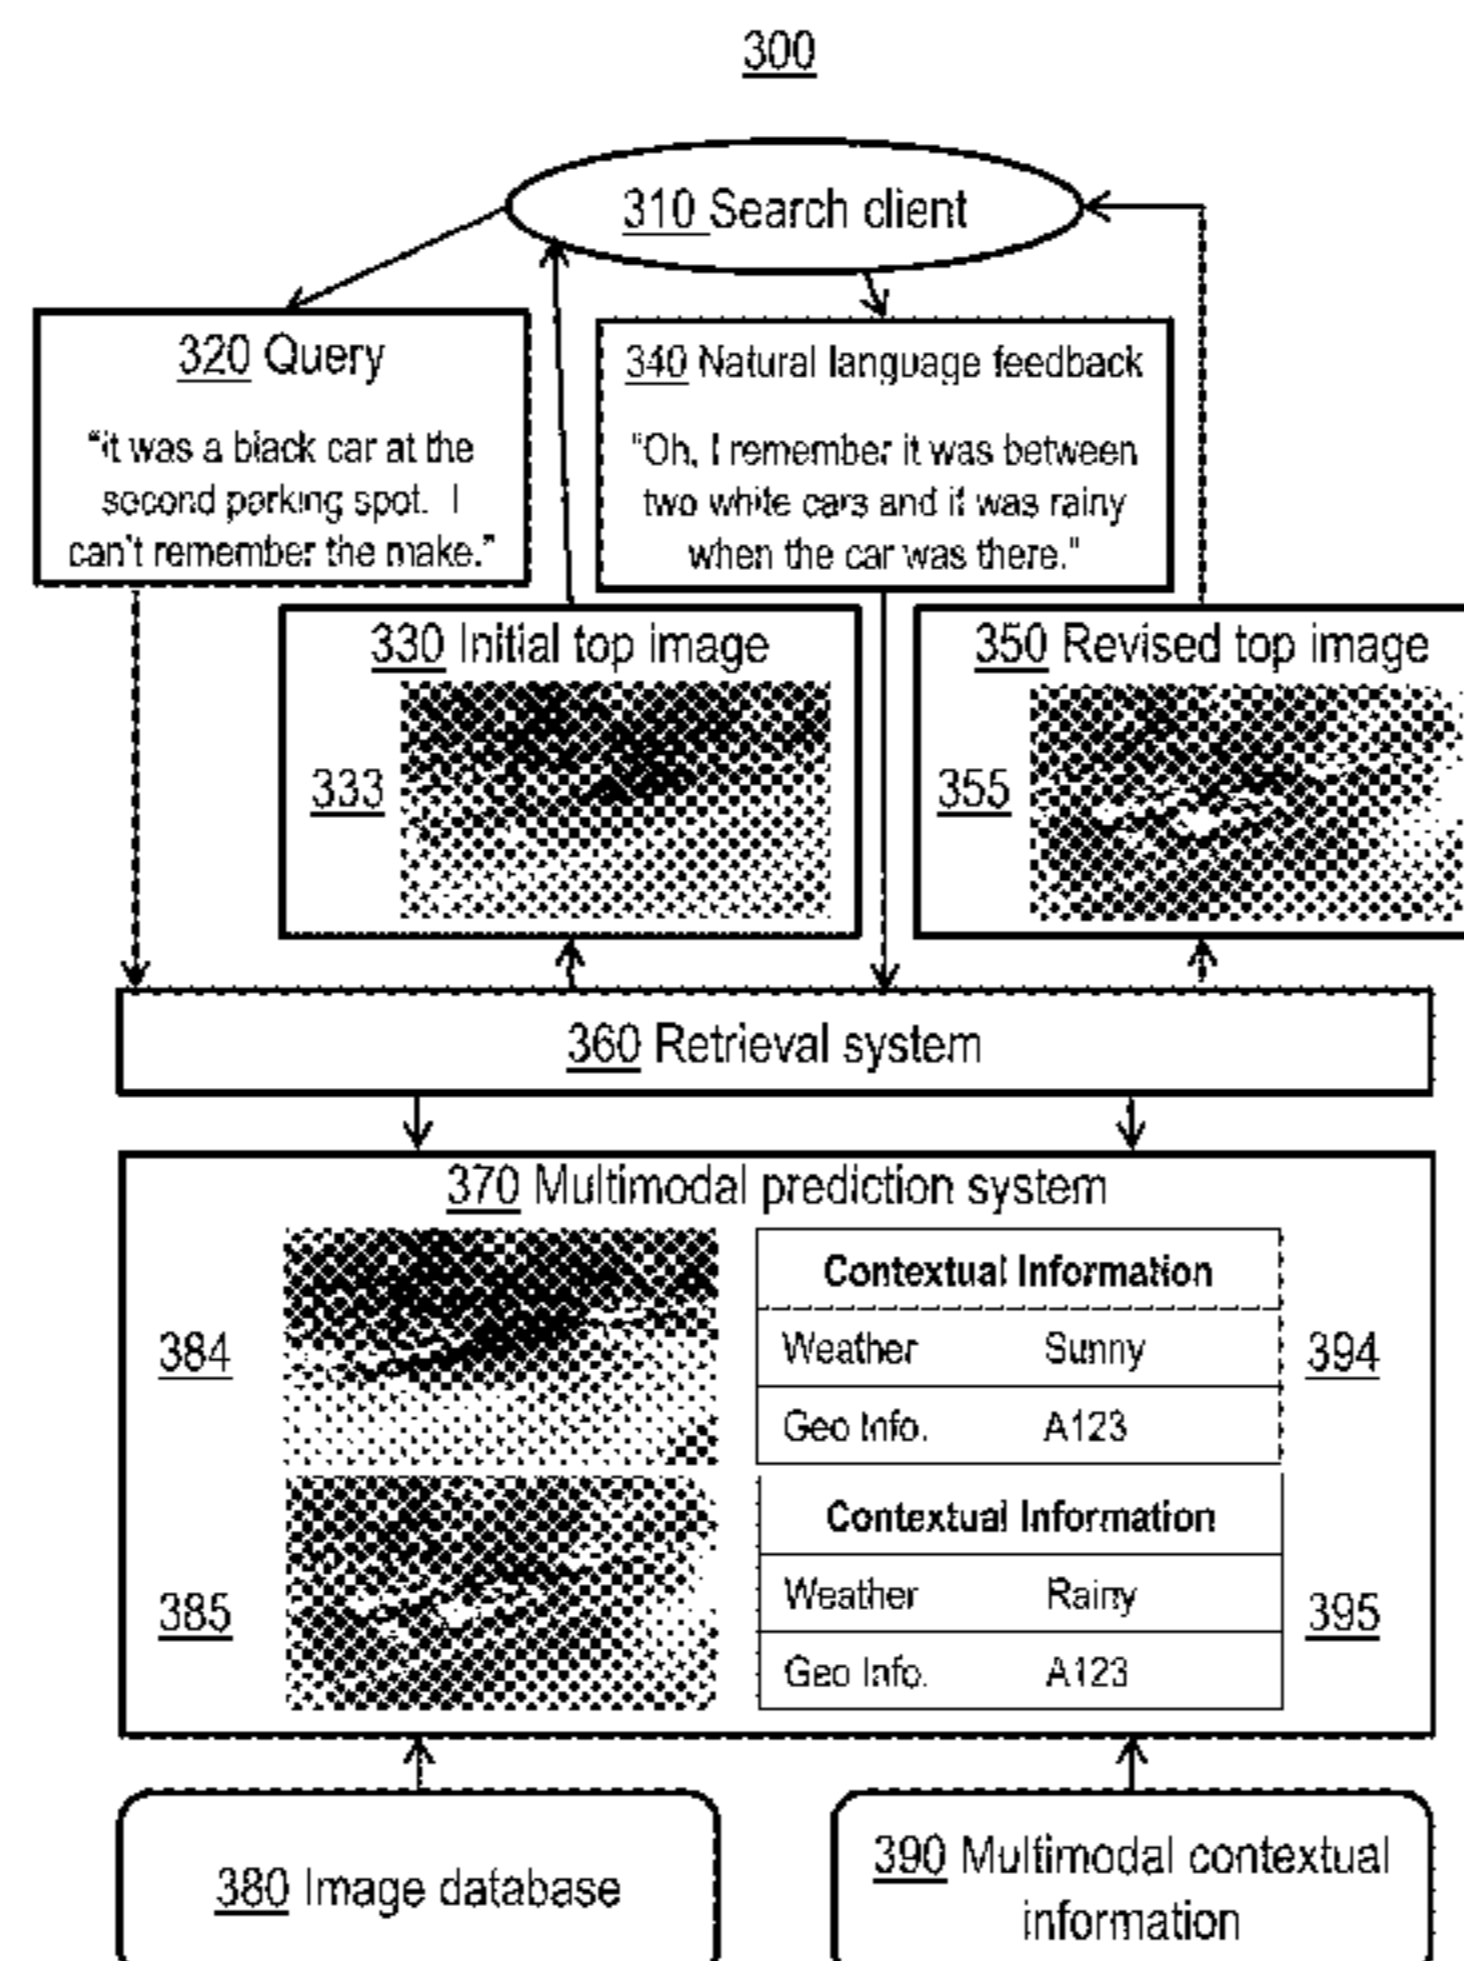 300
310 Search client
320 Query
"it was a black car at the
second parking spot. I
can't remember the make."
340 Natural language feedback
"Oh, I remember it was between
two white cars and it was rainy
when the car was there."
330 Initial top image
333
350 Revised top image
355
360 Retrieval system
370 Multimodal prediction system
384
Contextual Information
Weather Sunny
Geo Info. A123
394
385
Contextual Information
Weather Rainy
Geo Info. A123
395
380 Image database
390 Multimodal contextual
information